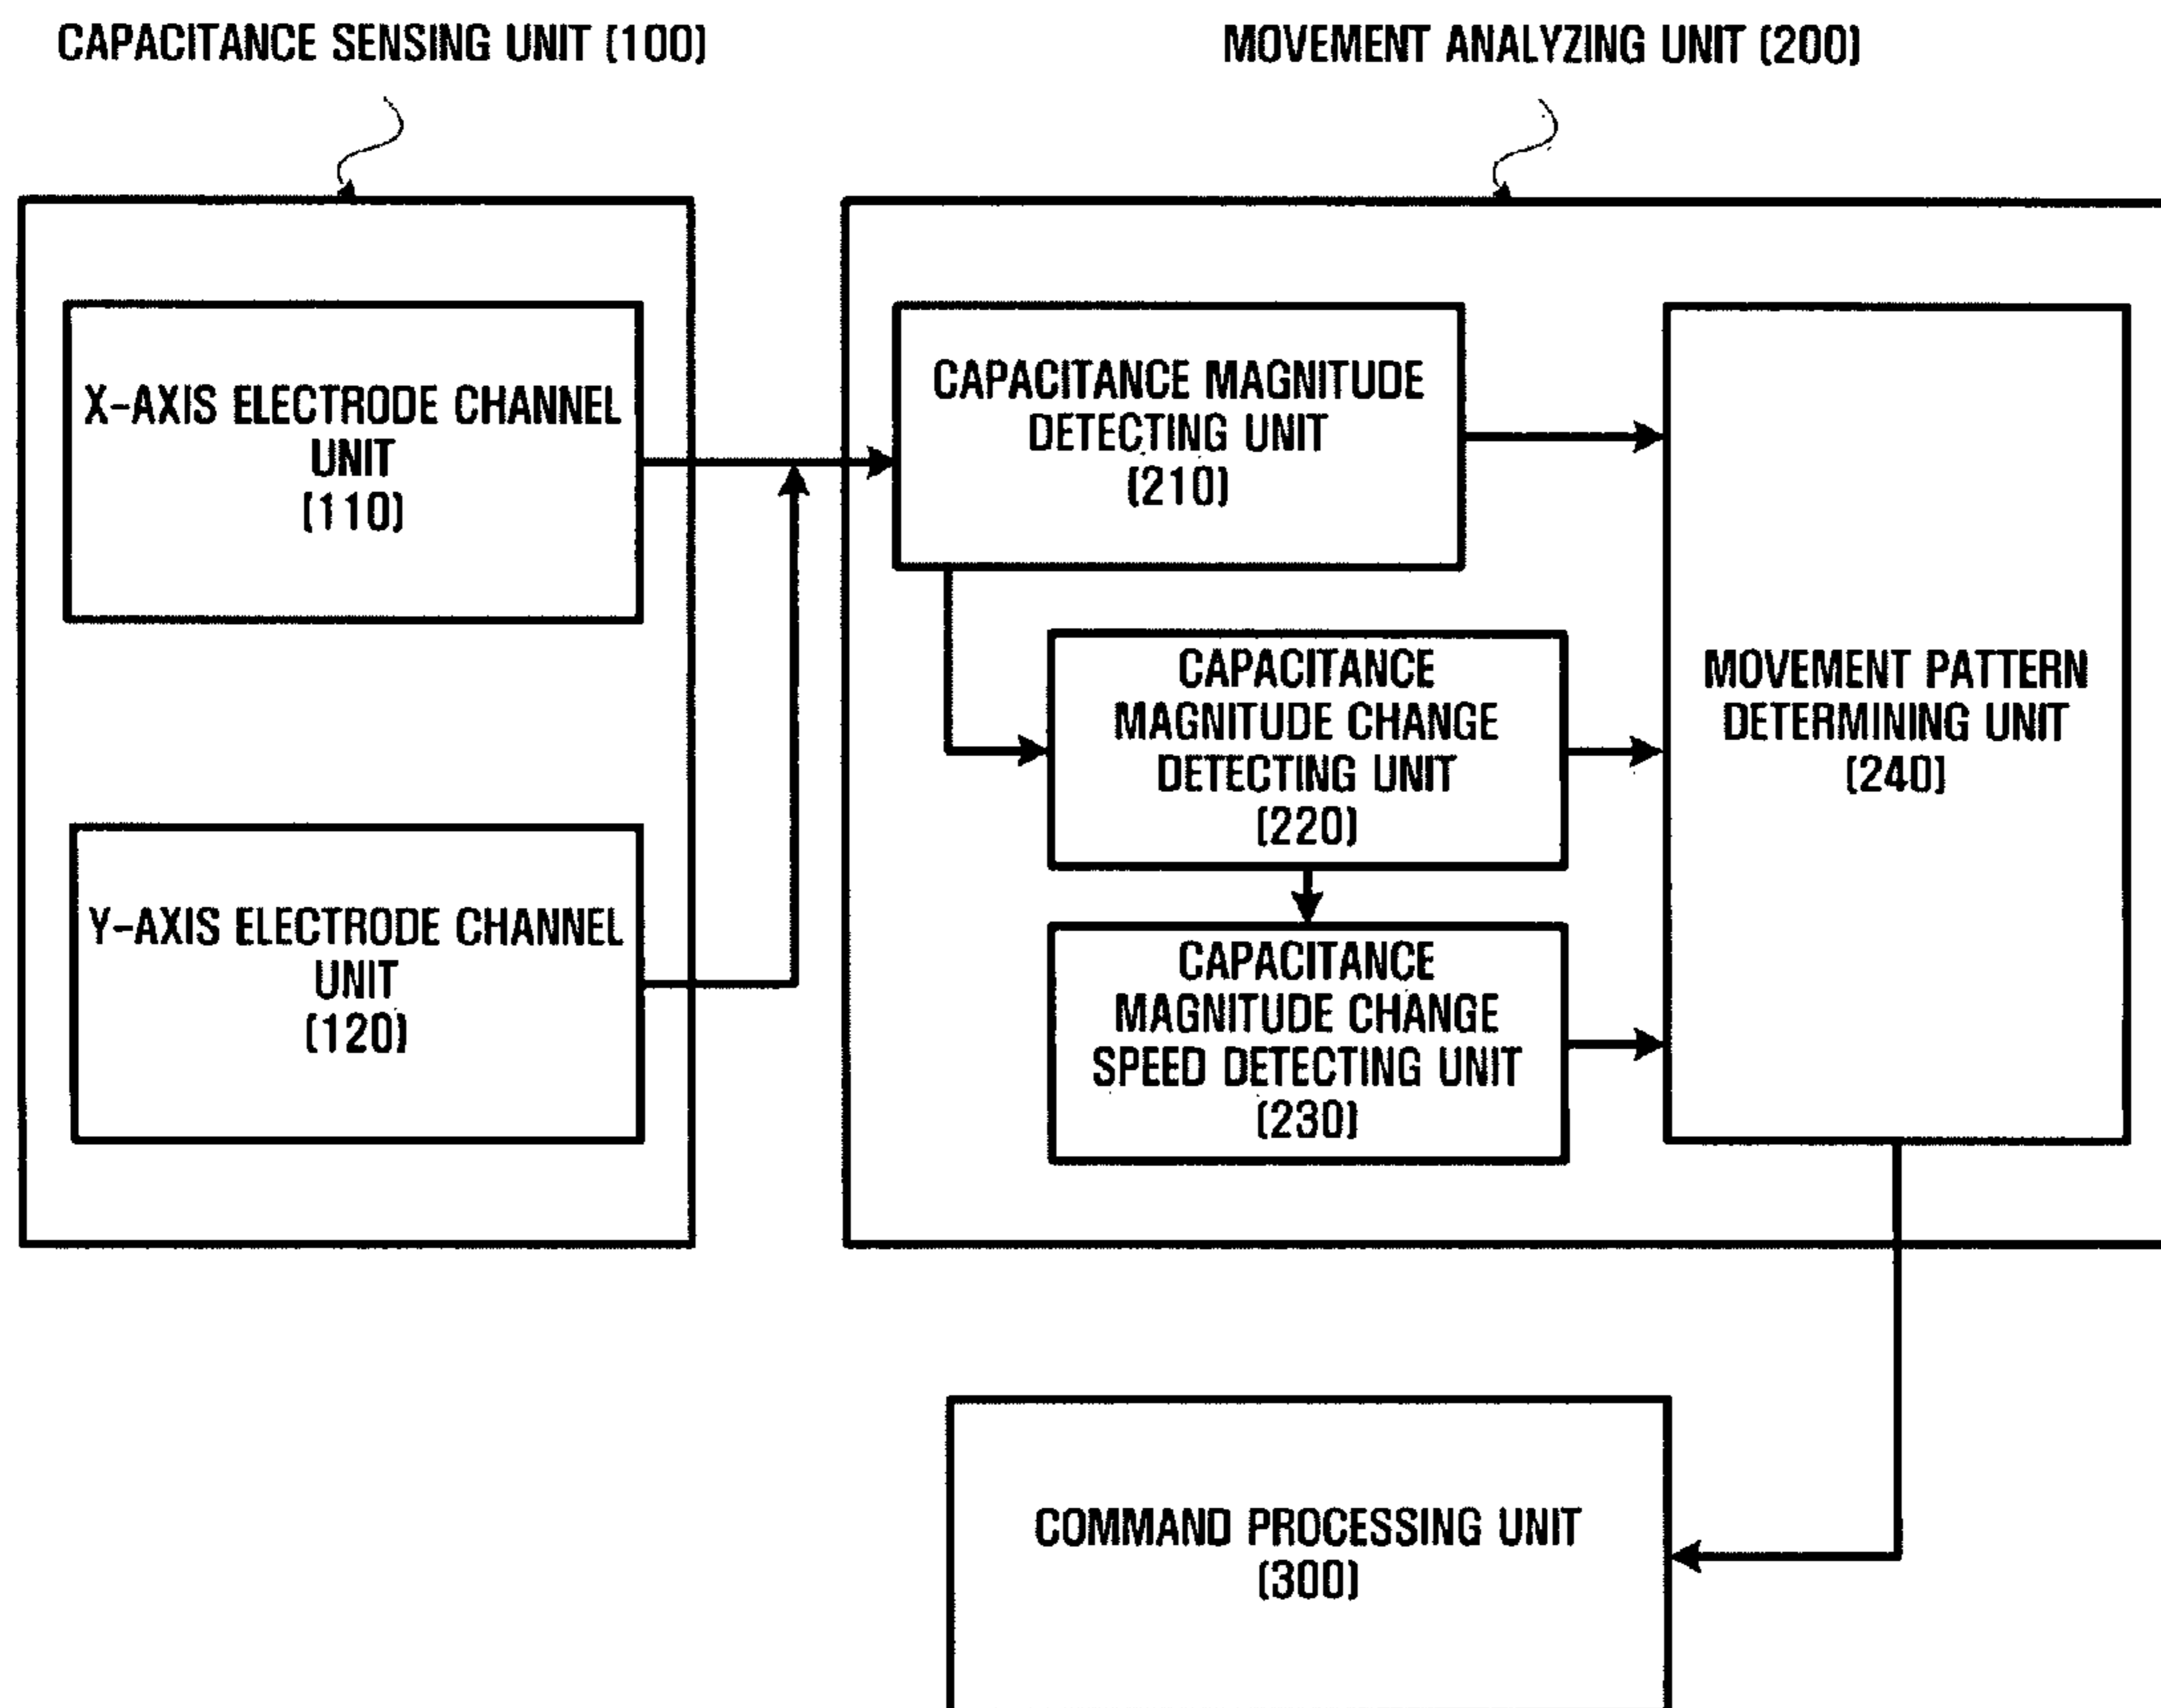 CAPACITANCE SENSING UNIT (100)
MOVEMENT ANALYZING UNIT (200)
X-AXIS ELECTRODE CHANNEL
UNIT
(110)
Y-AXIS ELECTRODE CHANNEL
UNIT
(120)
CAPACITANCE MAGNITUDE
DETECTING UNIT
(210)
CAPACITANCE
MAGNITUDE CHANGE
DETECTING UNIT
(220)
CAPACITANCE
MAGNITUDE CHANGE
SPEED DETECTING UNIT
(230)
MOVEMENT PATTERN
DETERMINING UNIT
(240)
COMMAND PROCESSING UNIT
(300)